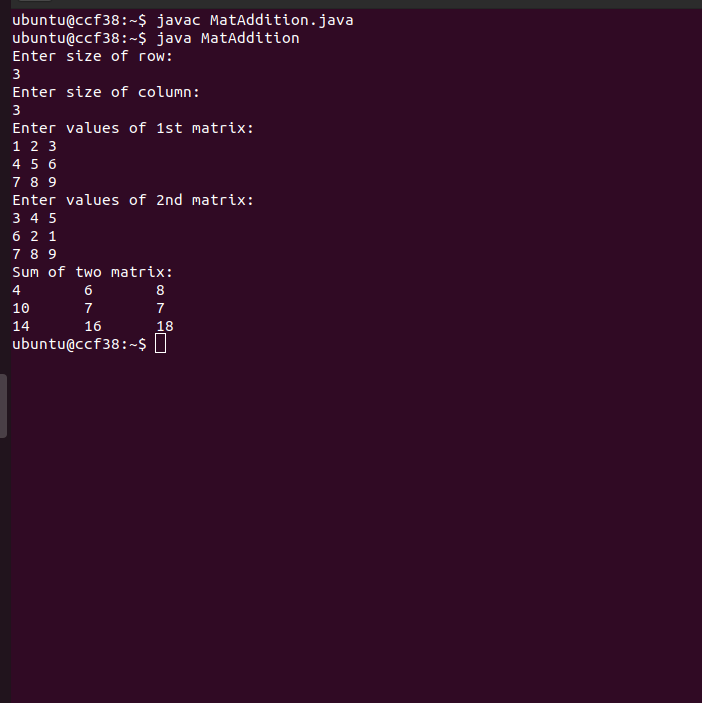 ubuntu@ccf38:~$ javac MatAddition.java
ubuntu@ccf38:~$ java MatAddition
Enter size of row:
3
Enter size of column:
3
Enter values of 1st matrix:
1 2 3
4 5 6
7 8 9
Enter values of 2nd matrix:
3 4 5
6 2 1
7 8 9
Sum of two matrix:
4	6	8
10	7	7
14	16	18
ubuntu@ccf38:~$